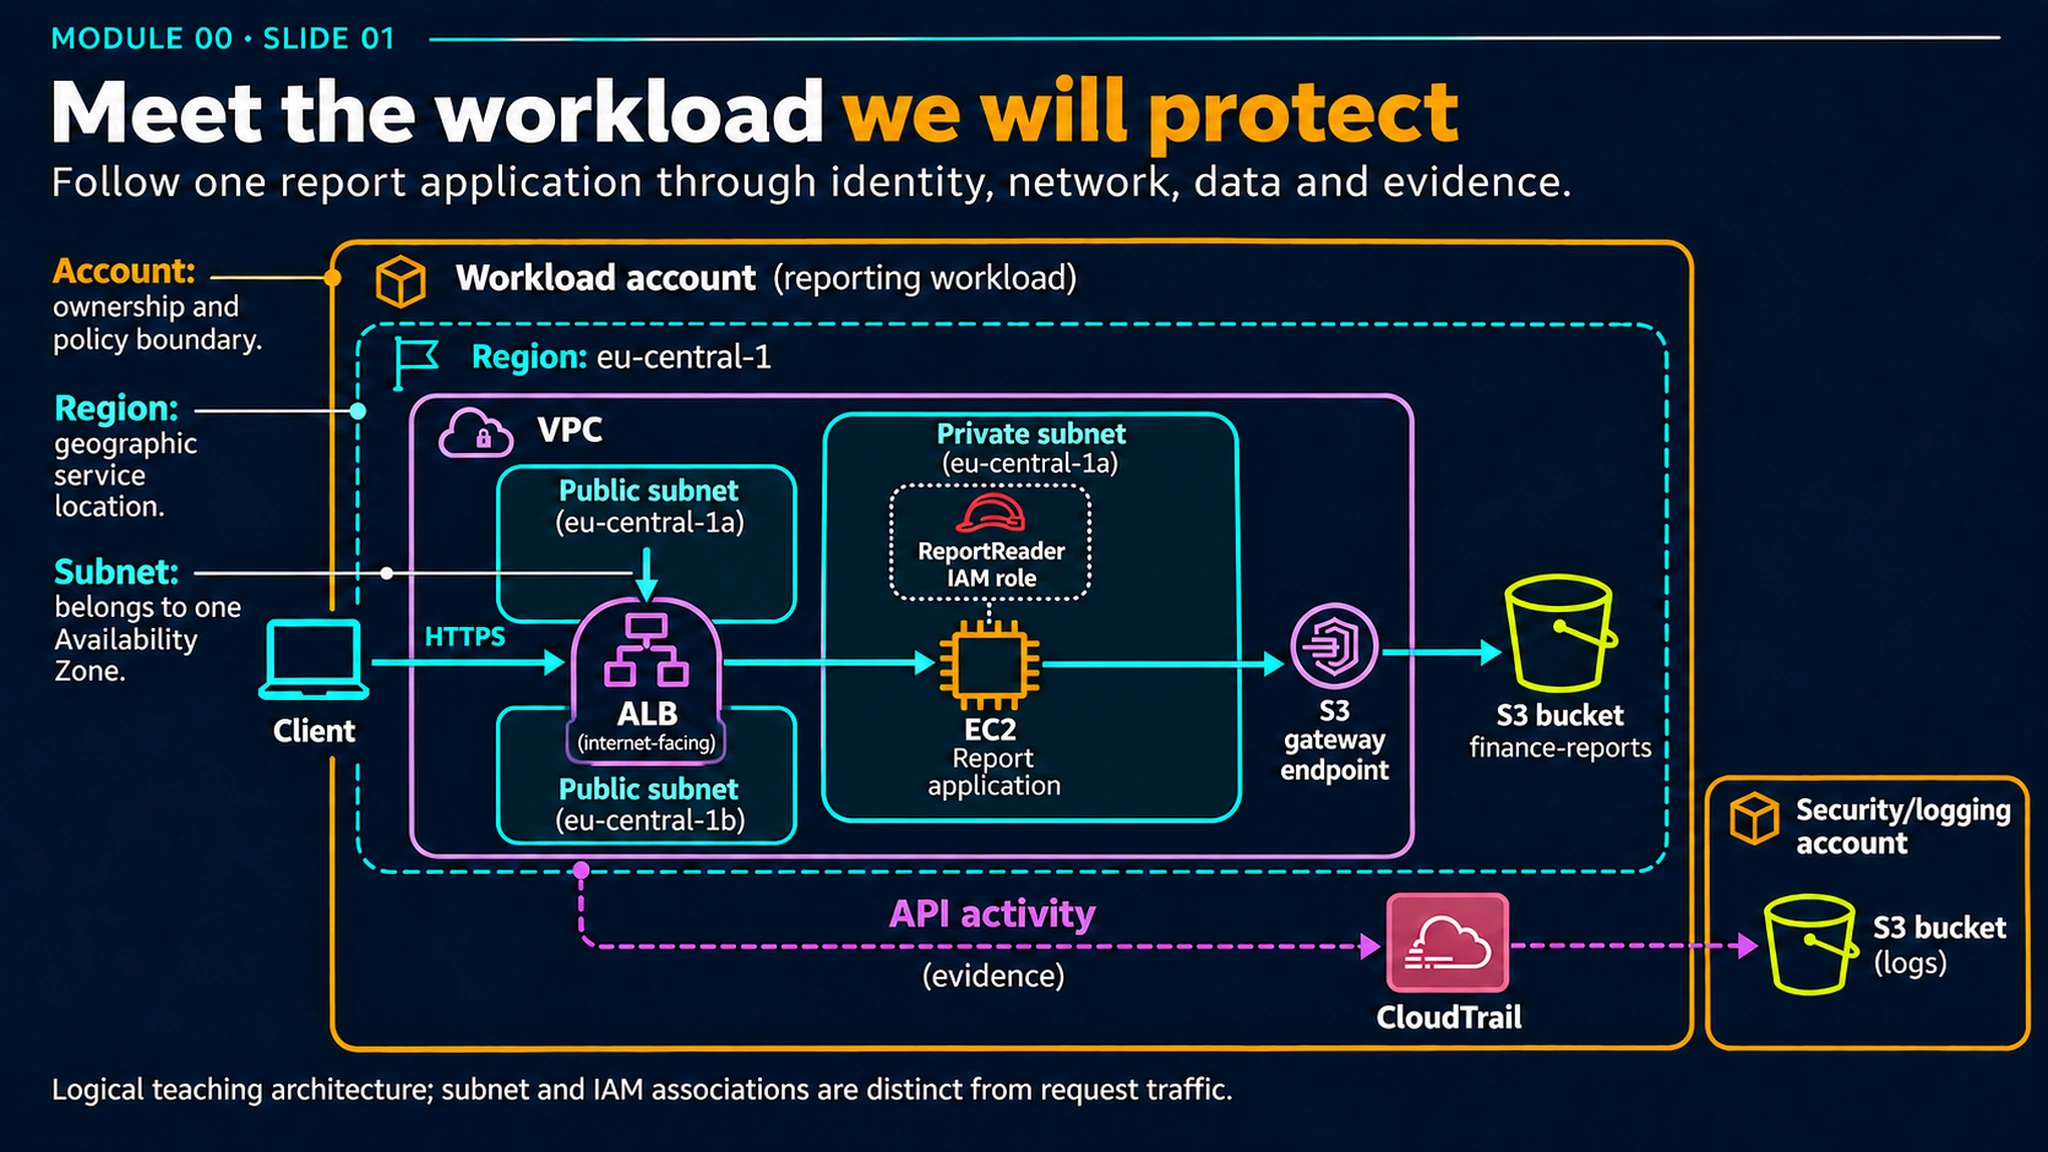 MODULE 00 • SLIDE 01
Meet the workload we will protect
Follow one report application through identity, network, data and evidence.
Account:
ownership and
policy boundary.
Region:
geographic
service
location.
Subnet:
belongs to one
Availability
Zone.
Workload account (reporting workload)
Region: eu-central-1
VPC
Public subnet
(eu-central-1a)
Private subnet
(eu-central-1a)
ReportReader
IAM role
HTTPS
Client
ALB
(internet-facing)
Public subnet
(eu-central-1b)
EC2
Report
application
S3
gateway
endpoint
S3 bucket
finance-reports
API activity
(evidence)
CloudTrail
Security/logging
account
S3 bucket
(logs)
Logical teaching architecture; subnet and IAM associations are distinct from request traffic.